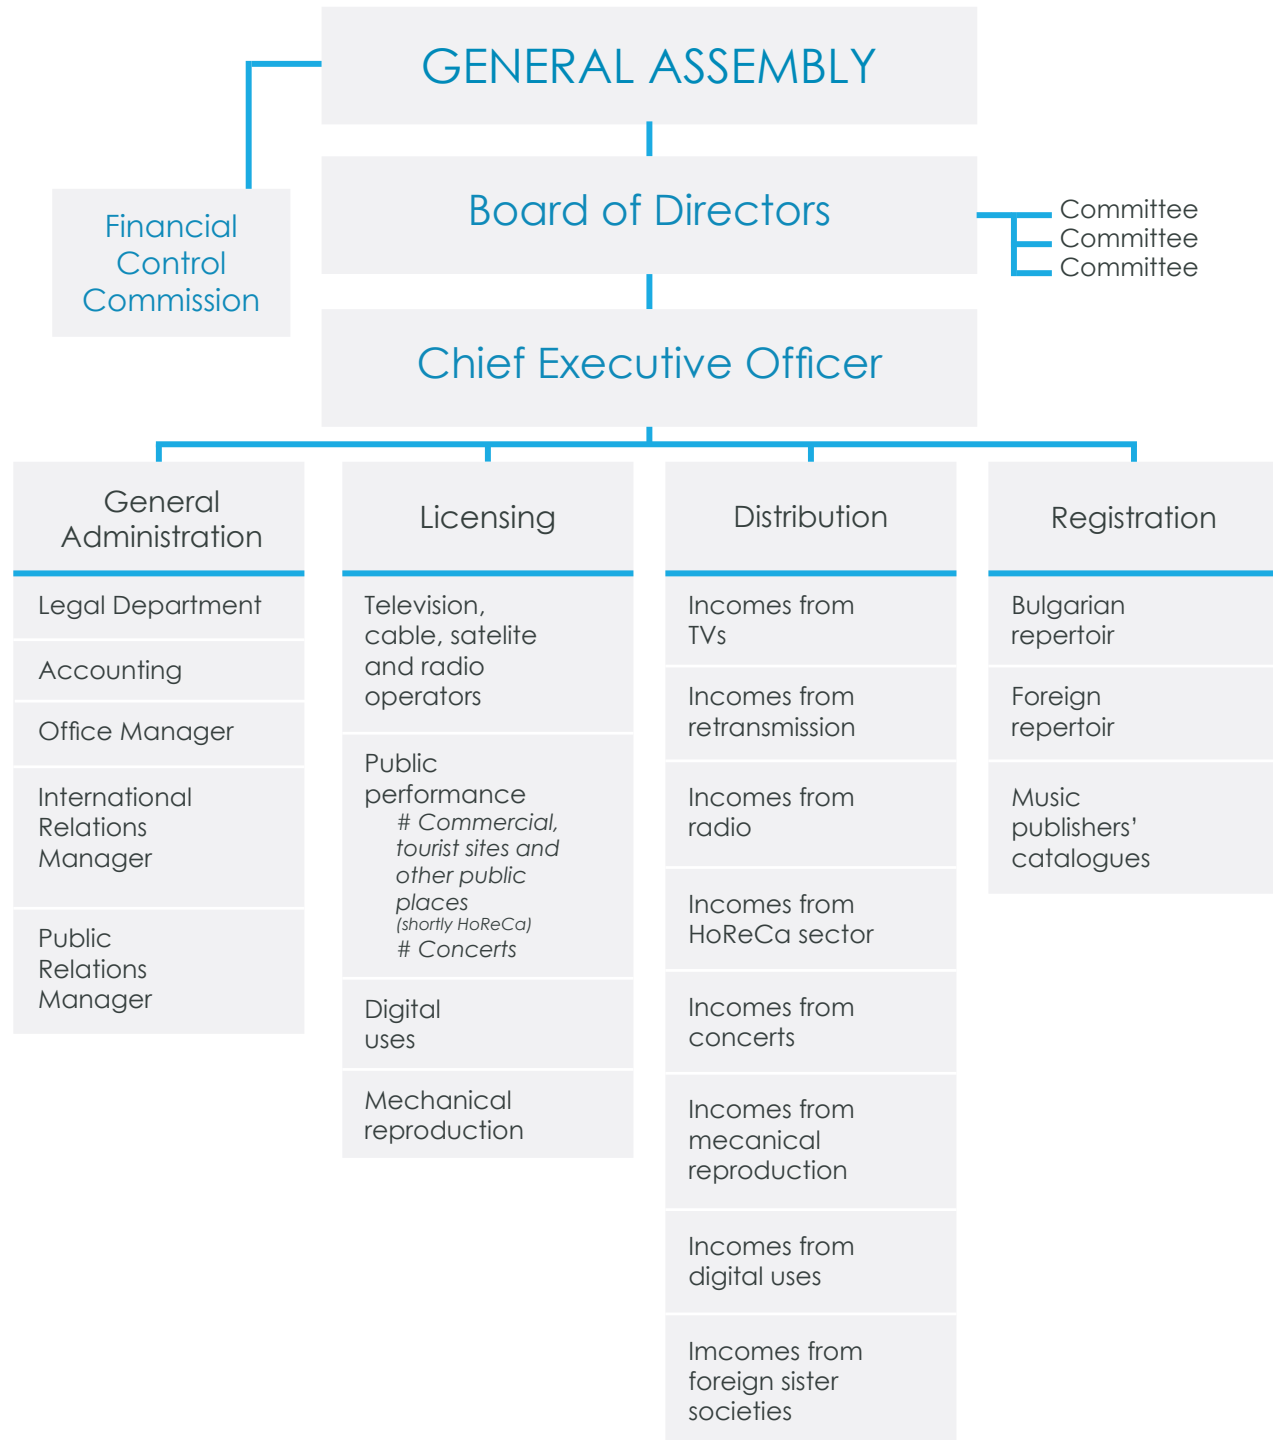 GENERAL ASSEMBLY
Financial
Control
Commission
Board of Directors
Committee
Committee
Committee
Chief Executive Officer
General
Administration
Legal Department
Accounting
Office Manager
International
Relations
Manager
Public
Relations
Manager
Licensing
Television,
cable, satelite
and radio
operators
Public
performance
# Commercial,
tourist sites and
other public
places
(shortly HoReCa)
# Concerts
Digital
uses
Mechanical
reproduction
Distribution
Incomes from
TVs
Incomes from
retransmission
Incomes from
radio
Incomes from
HoReCa sector
Incomes from
concerts
Incomes from
mecanical
reproduction
Incomes from
digital uses
Imcomes from
foreign sister
societies
Registration
Bulgarian
repertoir
Foreign
repertoir
Music
publishers’
catalogues